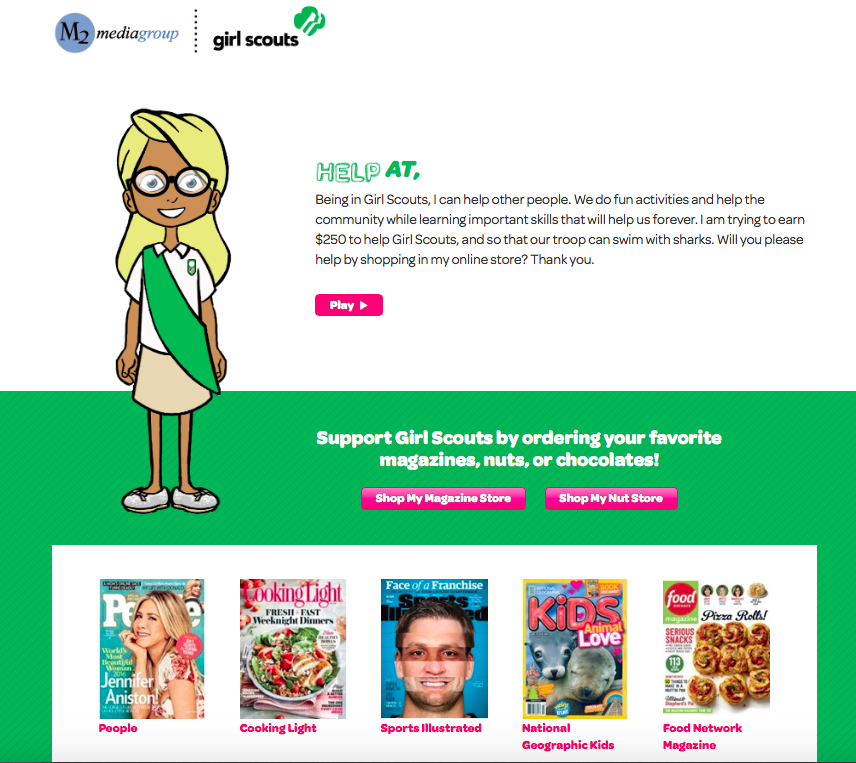 M2 mediagroup
girl scouts
HELP AT,
Being in Girl Scouts, I can help other people. We do fun activities and help the
community while learning important skills that will help us forever. I am trying to earn
$250 to help Girl Scouts, and so that our troop can swim with sharks. Will you please
help by shopping in my online store? Thank you.
Play
Support Girl Scouts by ordering your favorite
magazines, nuts, or chocolates!
Shop My Magazine Store
Shop My Nut Store
People
World's
Most
Beautiful
Woman
2016
Jennifer
Aniston!
Cooking Light
FRESH + FAST
Weeknight Dinners
Face of a Franchise
Sports Illustrated
KiDS
Animal
Love
food
network
magazine
Pizza Rolls!
SERIOUS
SNACKS
113
People
Cooking Light
Sports Illustrated
National
Geographic Kids
Food Network
Magazine